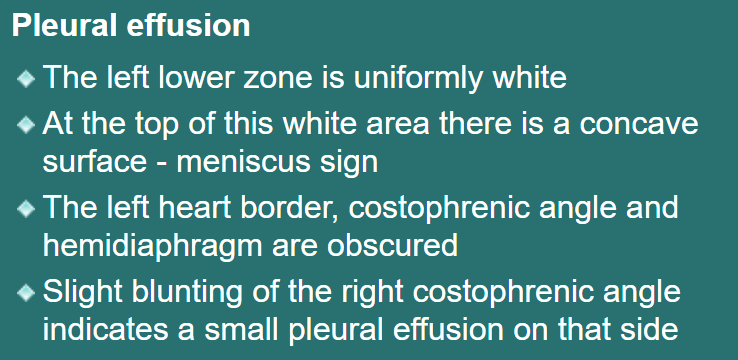 Pleural effusion
The left lower zone is uniformly white
At the top of this white area there is a concave
surface - meniscus sign
The left heart border, costophrenic angle and
hemidiaphragm are obscured
Slight blunting of the right costophrenic angle
indicates a small pleural effusion on that side